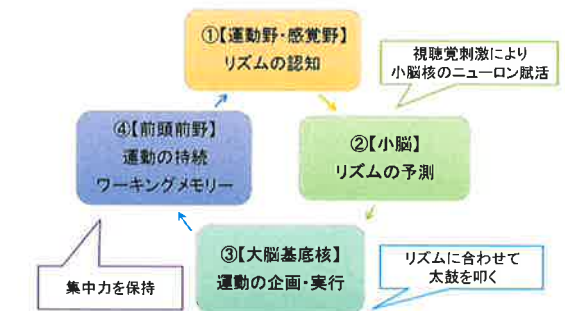 ①【運動野・感覚野】
リズムの認知
視聴覚刺激により
小脳核のニューロン賦活
②【小脳】
リズムの予測
③【大脳基底核】
運動の企画・実行
リズムに合わせて
太鼓を叩く
④【前頭前野】
運動の持続
ワーキングメモリー
集中力を保持